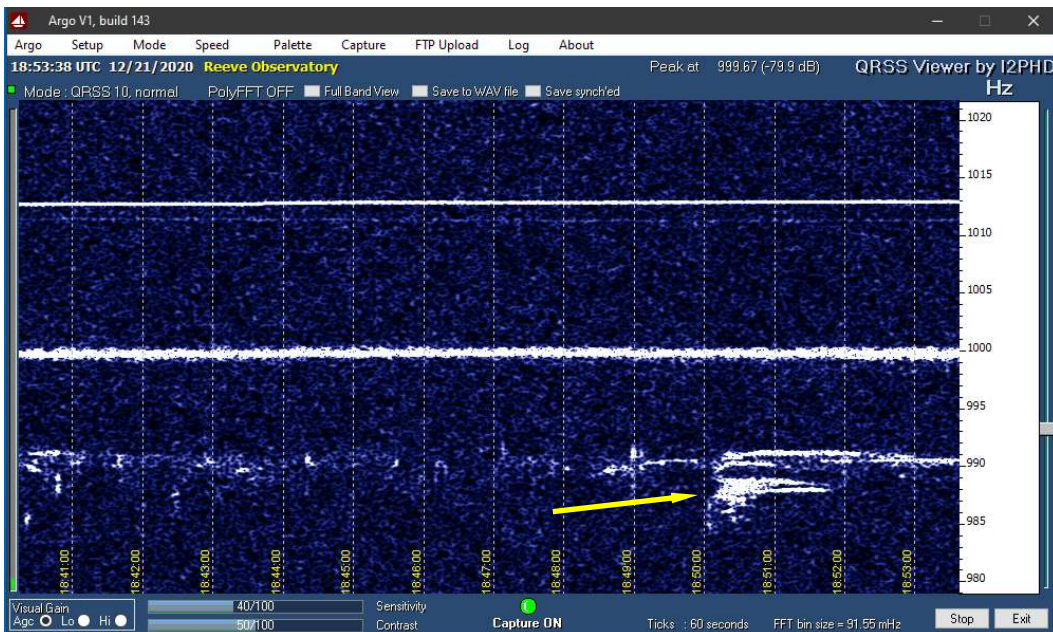 Argo V1, build 143
Argo Setup Mode Speed Palette Capture FTP Upload Log About
18:53:38 UTC 12/21/2020 Reeve Observatory Peak at 999.67 (-79.9 dB) QRSS Viewer by I2PHD
Mode : QRSS 10, normal PolyFFT OFF Full Band View Save to WAV file Save synch'ed Hz
1020
1015
1010
1005
1000
995
990
985
980
18:41:00 18:42:00 18:43:00 18:44:00 18:45:00 18:46:00 18:47:00 18:48:00 18:49:00 18:50:00 18:51:00 18:52:00 18:53:00
Visual Gain
Agc Lo Hi
40/100 Sensitivity
50/100 Contrast
Capture ON
Ticks : 60 seconds FFT bin size = 91.55 mHz
Stop Exit